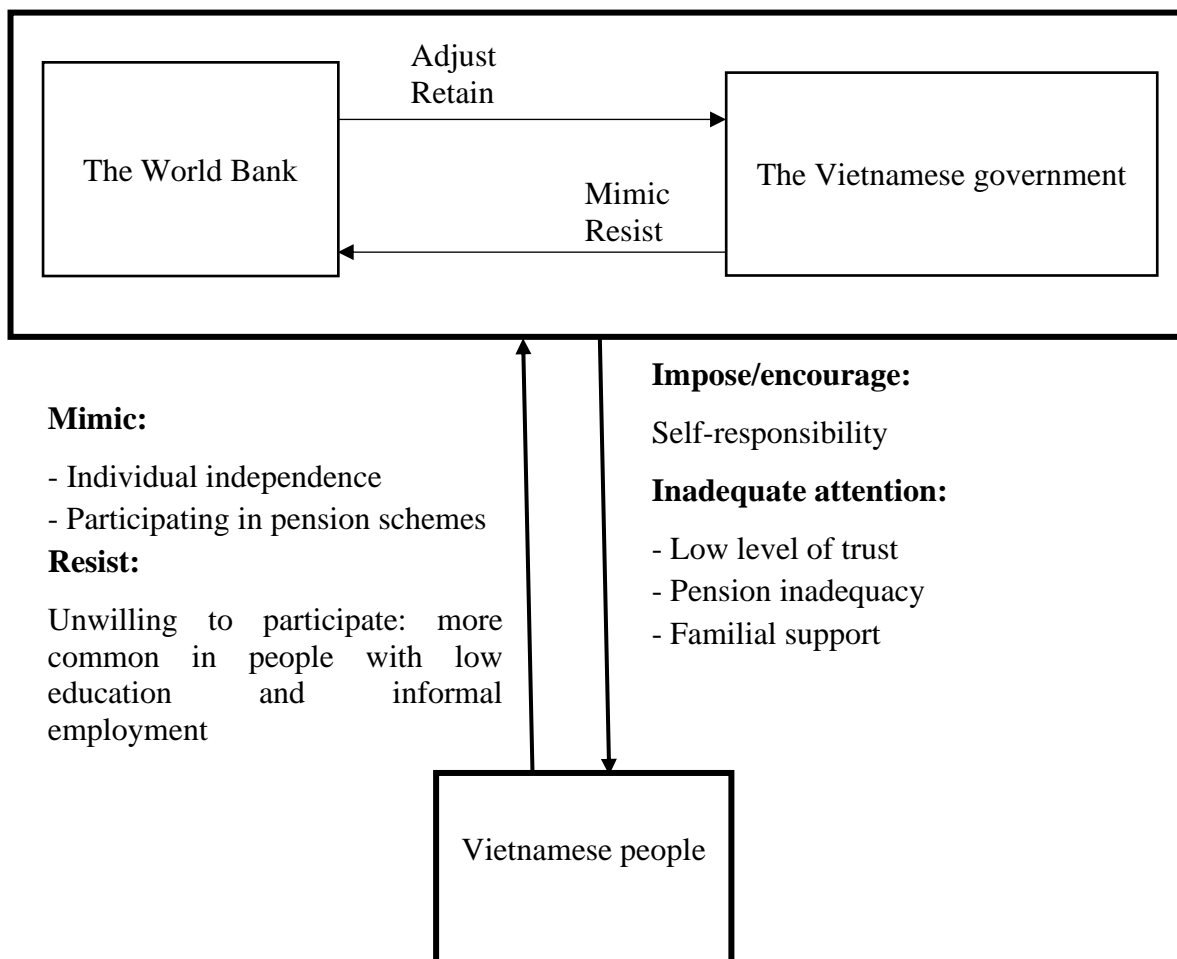 Adjust
Retain
The World Bank
The Vietnamese government
Mimic
Resist
Mimic:
- Individual independence
- Participating in pension schemes
Resist:
Unwilling to participate: more
common in people with low
education and informal
employment
Impose/encourage:
Self-responsibility
Inadequate attention:
- Low level of trust
- Pension inadequacy
- Familial support
Vietnamese people